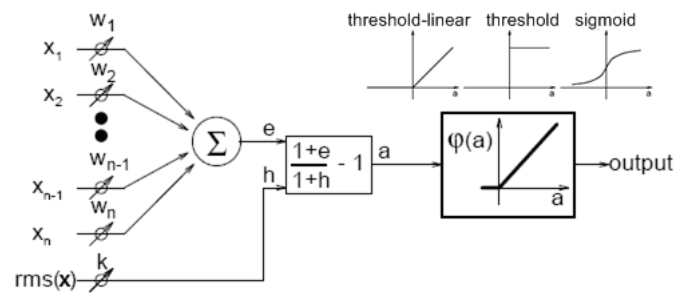 threshold-linear threshold sigmoid
a a a
x1 w1
x2 w2
xn-1 wn-1
xn wn
rms(x) k
Σ
e
h
1+e
1+h
- 1
a
φ(a)
a
output